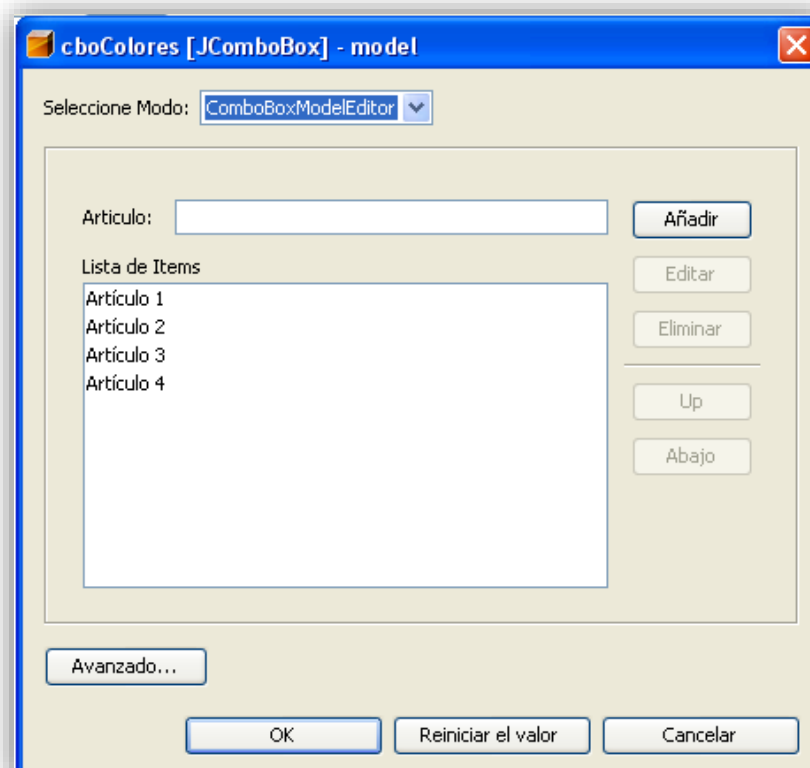 cboColores [JComboBox] - model
Seleccione Modo: ComboBoxModelEditor
Articulo: Añadir
Lista de Items
Editar
Artículo 1
Artículo 2
Eliminar
Artículo 3
Artículo 4
Up
Abajo
Avanzado...
OK Reiniciar el valor Cancelar